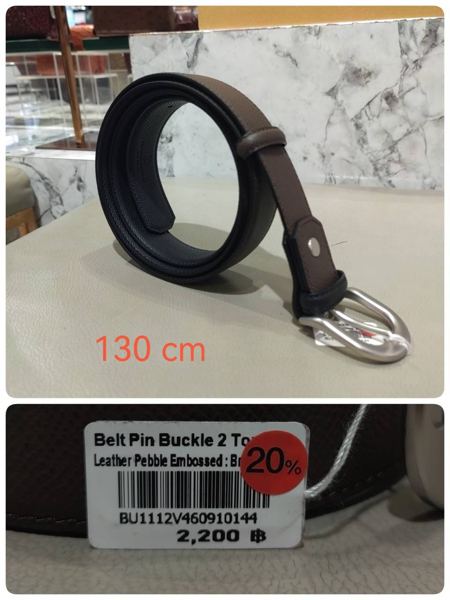 130 cm
Belt Pin Buckle 2 To
Leather Pebble Embossed : Br
20%
BU1112V460910144
2,200 ฿